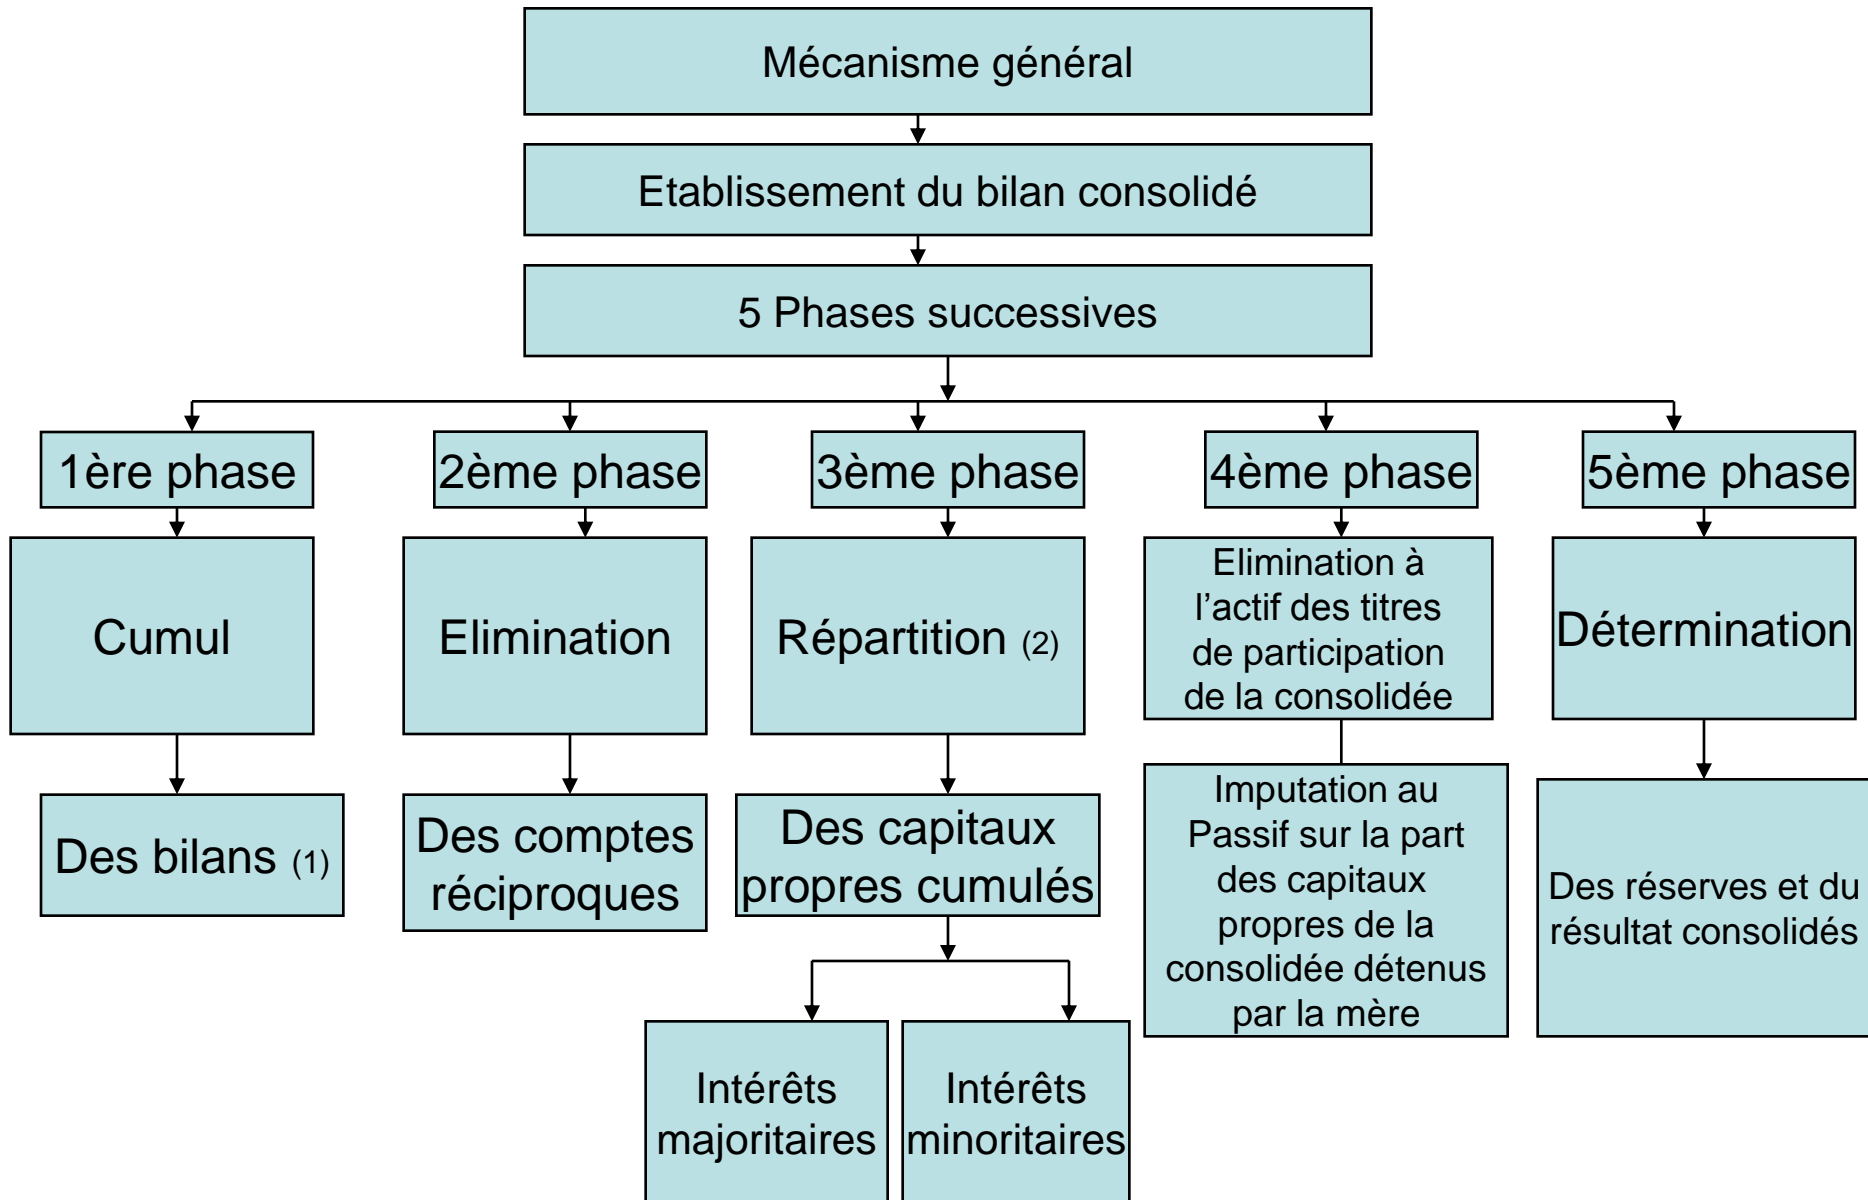 Mécanisme général
Etablissement du bilan consolidé
5 Phases successives
1ère phase
2ème phase
3ème phase
4ème phase
5ème phase
Cumul
Elimination
Répartition (2)
Elimination à
l’actif des titres
de participation
de la consolidée
Détermination
Des bilans (1)
Des comptes
réciproques
Des capitaux
propres cumulés
Imputation au
Passif sur la part
des capitaux
propres de la
consolidée détenus
par la mère
Des réserves et du
résultat consolidés
Intérêts
majoritaires
Intérêts
minoritaires